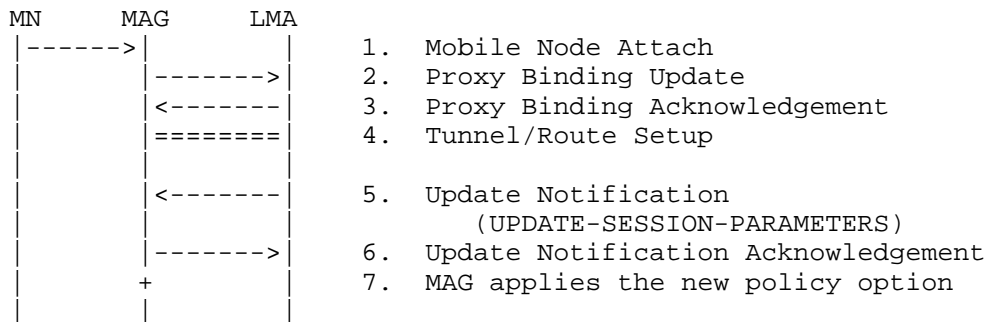 MN MAG LMA
|------>| | 1. Mobile Node Attach
| |------->| 2. Proxy Binding Update
| |<-------| 3. Proxy Binding Acknowledgement
| |========| 4. Tunnel/Route Setup
| | |
| |<-------| 5. Update Notification
| | | (UPDATE-SESSION-PARAMETERS)
| |------->| 6. Update Notification Acknowledgement
| + | 7. MAG applies the new policy option
| | |